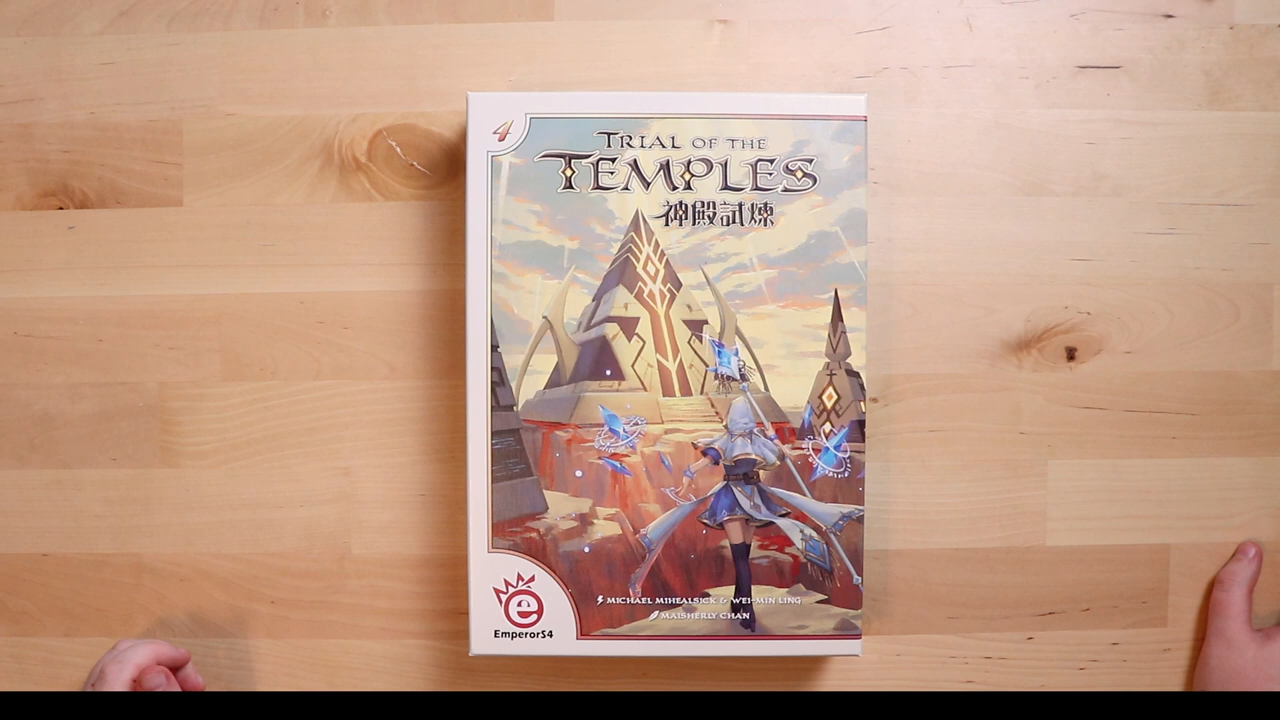 4
TRIAL OF THE
TEMPLES
神殿試煉
MICHAEL MIHEALSICK & WEI-MIN LING
MAISHERLY CHAN
e
EmperorS4